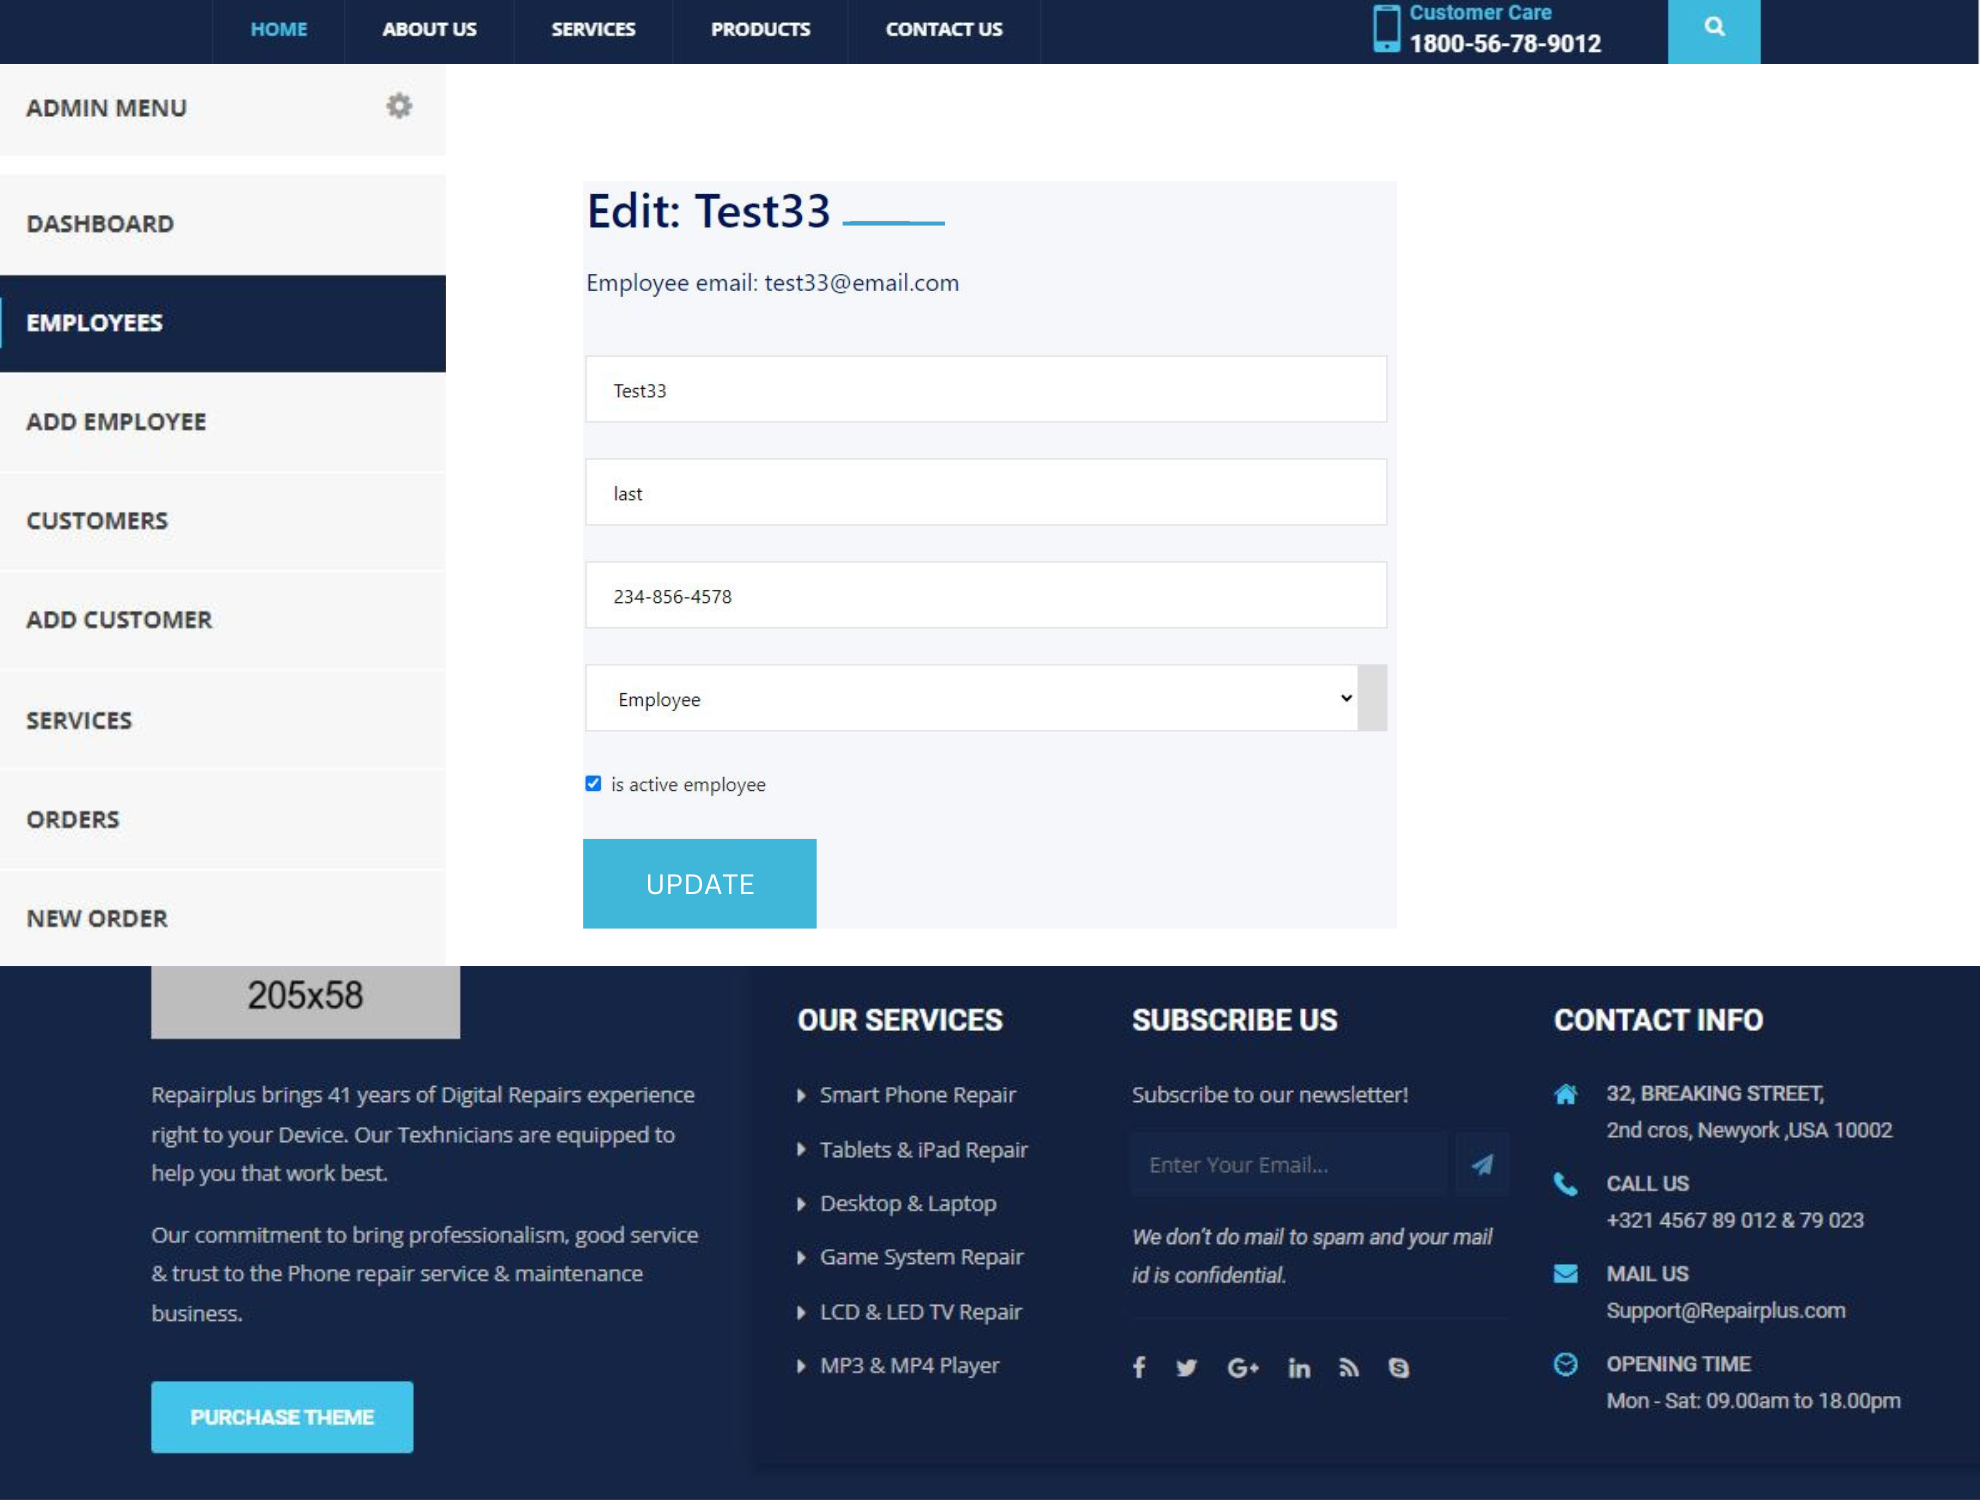 HOME
ABOUT US
SERVICES
PRODUCTS
CONTACT US
Customer Care
1800-56-78-9012
ADMIN MENU
DASHBOARD
EMPLOYEES
ADD EMPLOYEE
CUSTOMERS
ADD CUSTOMER
SERVICES
ORDERS
NEW ORDER
Edit: Test33
Employee email: test33@email.com
Test33
last
234-856-4578
Employee
is active employee
UPDATE
205x58
Repairplus brings 41 years of Digital Repairs experience
right to your Device. Our Texhnicians are equipped to
help you that work best.
Our commitment to bring professionalism, good service
& trust to the Phone repair service & maintenance
business.
PURCHASE THEME
OUR SERVICES
Smart Phone Repair
Tablets & iPad Repair
Desktop & Laptop
Game System Repair
LCD & LED TV Repair
MP3 & MP4 Player
SUBSCRIBE US
Subscribe to our newsletter!
Enter Your Email...
We don't do mail to spam and your mail
id is confidential.
CONTACT INFO
32, BREAKING STREET,
2nd cros, Newyork ,USA 10002
CALL US
+321 4567 89 012 & 79 023
MAIL US
Support@Repairplus.com
OPENING TIME
Mon - Sat: 09.00am to 18.00pm